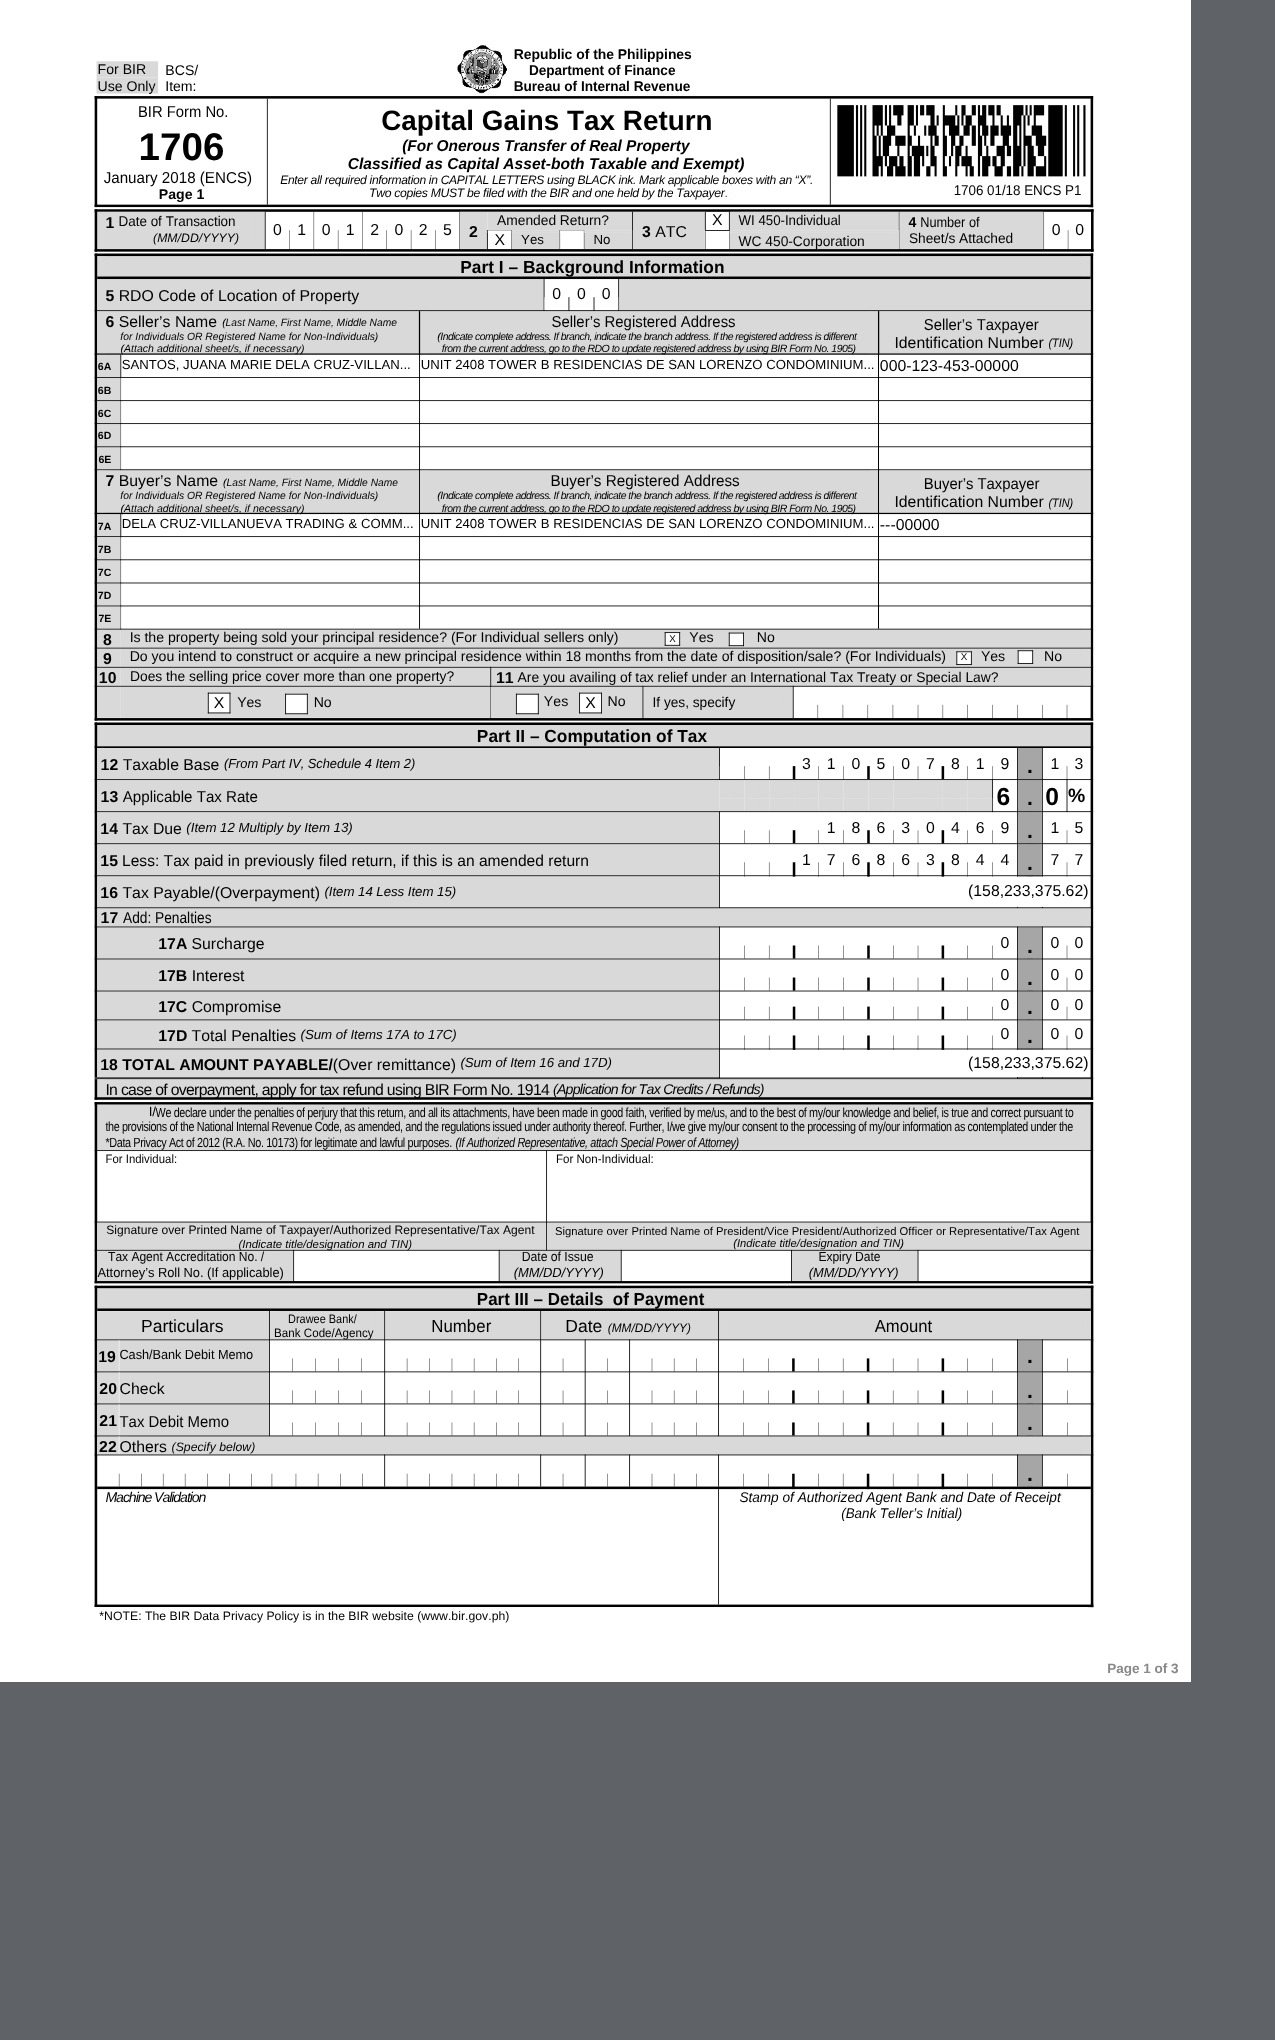 Republic of the Philippines
Department of Finance
Bureau of Internal Revenue
For BIR BCS/
Use Only Item:
BIR Form No.
1706
January 2018 (ENCS)
Page 1
Capital Gains Tax Return
(For Onerous Transfer of Real Property
Classified as Capital Asset-both Taxable and Exempt)
Enter all required information in CAPITAL LETTERS using BLACK ink. Mark applicable boxes with an “X”.
Two copies MUST be filed with the BIR and one held by the Taxpayer.
1706 01/18 ENCS P1
1 Date of Transaction
(MM/DD/YYYY)
0 1 0 1 2 0 2 5
2 Amended Return?
X Yes No
3 ATC
X WI 450-Individual
WC 450-Corporation
4 Number of
Sheet/s Attached
0 0
Part I – Background Information
5 RDO Code of Location of Property 0 0 0
6 Seller’s Name (Last Name, First Name, Middle Name
for Individuals OR Registered Name for Non-Individuals)
(Attach additional sheet/s, if necessary)
Seller’s Registered Address
(Indicate complete address. If branch, indicate the branch address. If the registered address is different
from the current address, go to the RDO to update registered address by using BIR Form No. 1905)
Seller’s Taxpayer
Identification Number (TIN)
6A SANTOS, JUANA MARIE DELA CRUZ-VILLAN... UNIT 2408 TOWER B RESIDENCIAS DE SAN LORENZO CONDOMINIUM... 000-123-453-00000
6B
6C
6D
6E
7 Buyer’s Name (Last Name, First Name, Middle Name
for Individuals OR Registered Name for Non-Individuals)
(Attach additional sheet/s, if necessary)
Buyer’s Registered Address
(Indicate complete address. If branch, indicate the branch address. If the registered address is different
from the current address, go to the RDO to update registered address by using BIR Form No. 1905)
Buyer’s Taxpayer
Identification Number (TIN)
7A DELA CRUZ-VILLANUEVA TRADING & COMM... UNIT 2408 TOWER B RESIDENCIAS DE SAN LORENZO CONDOMINIUM... ---00000
7B
7C
7D
7E
8 Is the property being sold your principal residence? (For Individual sellers only) X Yes No
9 Do you intend to construct or acquire a new principal residence within 18 months from the date of disposition/sale? (For Individuals) X Yes No
10 Does the selling price cover more than one property?
X Yes No
11 Are you availing of tax relief under an International Tax Treaty or Special Law?
Yes X No If yes, specify
Part II – Computation of Tax
12 Taxable Base (From Part IV, Schedule 4 Item 2) 3 1 0 5 0 7 8 1 9 . 1 3
13 Applicable Tax Rate 6 . 0 %
14 Tax Due (Item 12 Multiply by Item 13) 1 8 6 3 0 4 6 9 . 1 5
15 Less: Tax paid in previously filed return, if this is an amended return 1 7 6 8 6 3 8 4 4 . 7 7
16 Tax Payable/(Overpayment) (Item 14 Less Item 15) (158,233,375.62)
17 Add: Penalties
17A Surcharge 0 . 0 0
17B Interest 0 . 0 0
17C Compromise 0 . 0 0
17D Total Penalties (Sum of Items 17A to 17C) 0 . 0 0
18 TOTAL AMOUNT PAYABLE/(Over remittance) (Sum of Item 16 and 17D) (158,233,375.62)
In case of overpayment, apply for tax refund using BIR Form No. 1914 (Application for Tax Credits / Refunds)
I/We declare under the penalties of perjury that this return, and all its attachments, have been made in good faith, verified by me/us, and to the best of my/our knowledge and belief, is true and correct pursuant to
the provisions of the National Internal Revenue Code, as amended, and the regulations issued under authority thereof. Further, I/we give my/our consent to the processing of my/our information as contemplated under the
*Data Privacy Act of 2012 (R.A. No. 10173) for legitimate and lawful purposes. (If Authorized Representative, attach Special Power of Attorney)
For Individual: For Non-Individual:
Signature over Printed Name of Taxpayer/Authorized Representative/Tax Agent
(Indicate title/designation and TIN)
Signature over Printed Name of President/Vice President/Authorized Officer or Representative/Tax Agent
(Indicate title/designation and TIN)
Tax Agent Accreditation No. /
Attorney’s Roll No. (If applicable)
Date of Issue
(MM/DD/YYYY)
Expiry Date
(MM/DD/YYYY)
Part III – Details of Payment
Particulars
Drawee Bank/
Bank Code/Agency
Number Date (MM/DD/YYYY) Amount
19 Cash/Bank Debit Memo .
20 Check .
21 Tax Debit Memo .
22 Others (Specify below)
.
Machine Validation
Stamp of Authorized Agent Bank and Date of Receipt
(Bank Teller’s Initial)
*NOTE: The BIR Data Privacy Policy is in the BIR website (www.bir.gov.ph)
Page 1 of 3